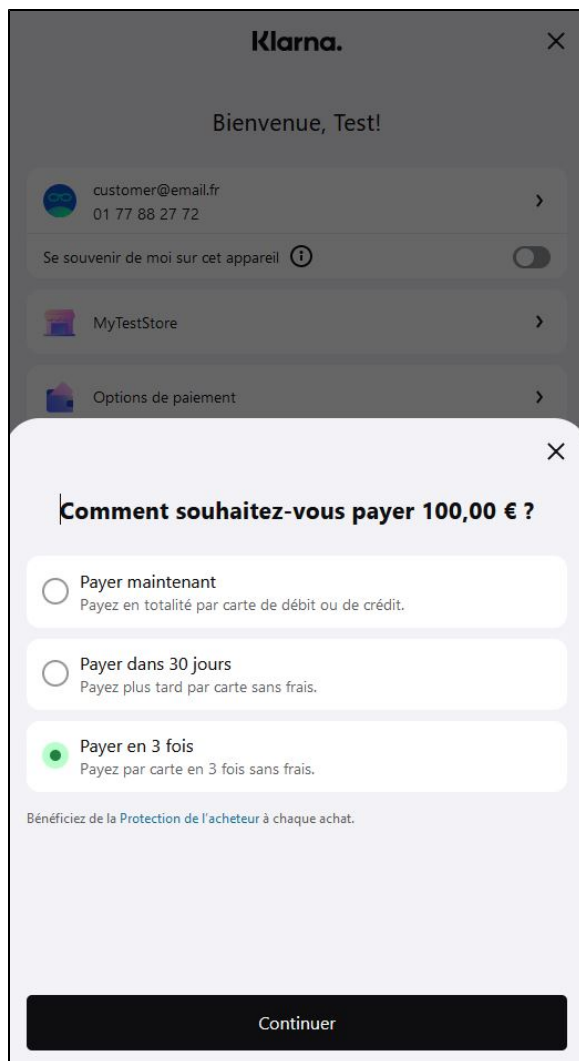 Klarna.
Bienvenue, Test!
customer@email.fr
01 77 88 27 72
Se souvenir de moi sur cet appareil
MyTestStore
Options de paiement
Comment souhaitez-vous payer 100,00 € ?
Payer maintenant
Payez en totalité par carte de débit ou de crédit.
Payer dans 30 jours
Payez plus tard par carte sans frais.
Payer en 3 fois
Payez par carte en 3 fois sans frais.
Bénéficiez de la Protection de l'acheteur à chaque achat.
Continuer